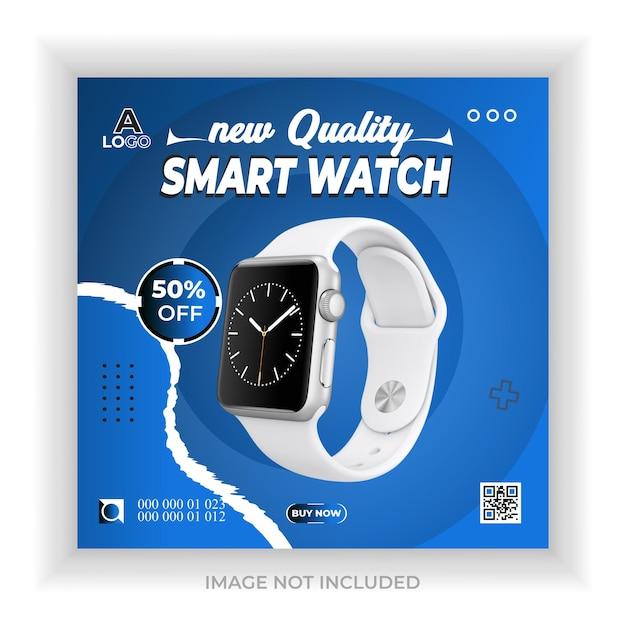 A
LOGO
new Quality
SMART WATCH
50%
OFF
000 000 01 023
000 000 01 012
BUY NOW
IMAGE NOT INCLUDED